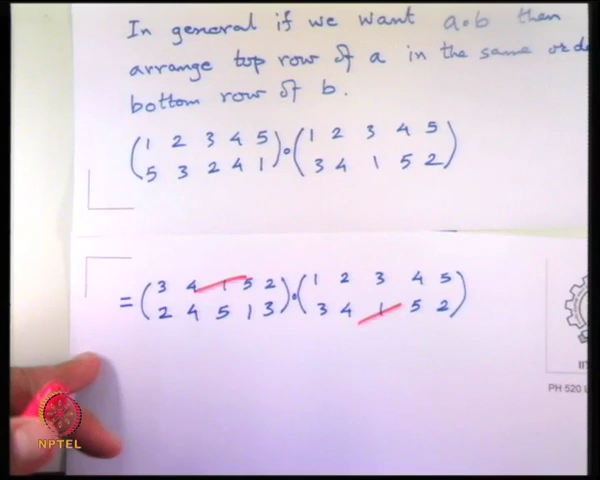 In general if we want a∘b then
arrange top row of a in the same orde
bottom row of b.
(1 2 3 4 5)∘(1 2 3 4 5)
(5 3 2 4 1) (3 4 1 5 2)
=(3 4 1 5 2)∘(1 2 3 4 5)
(2 4 5 1 3) (3 4 1 5 2)
PH 520
NPTEL